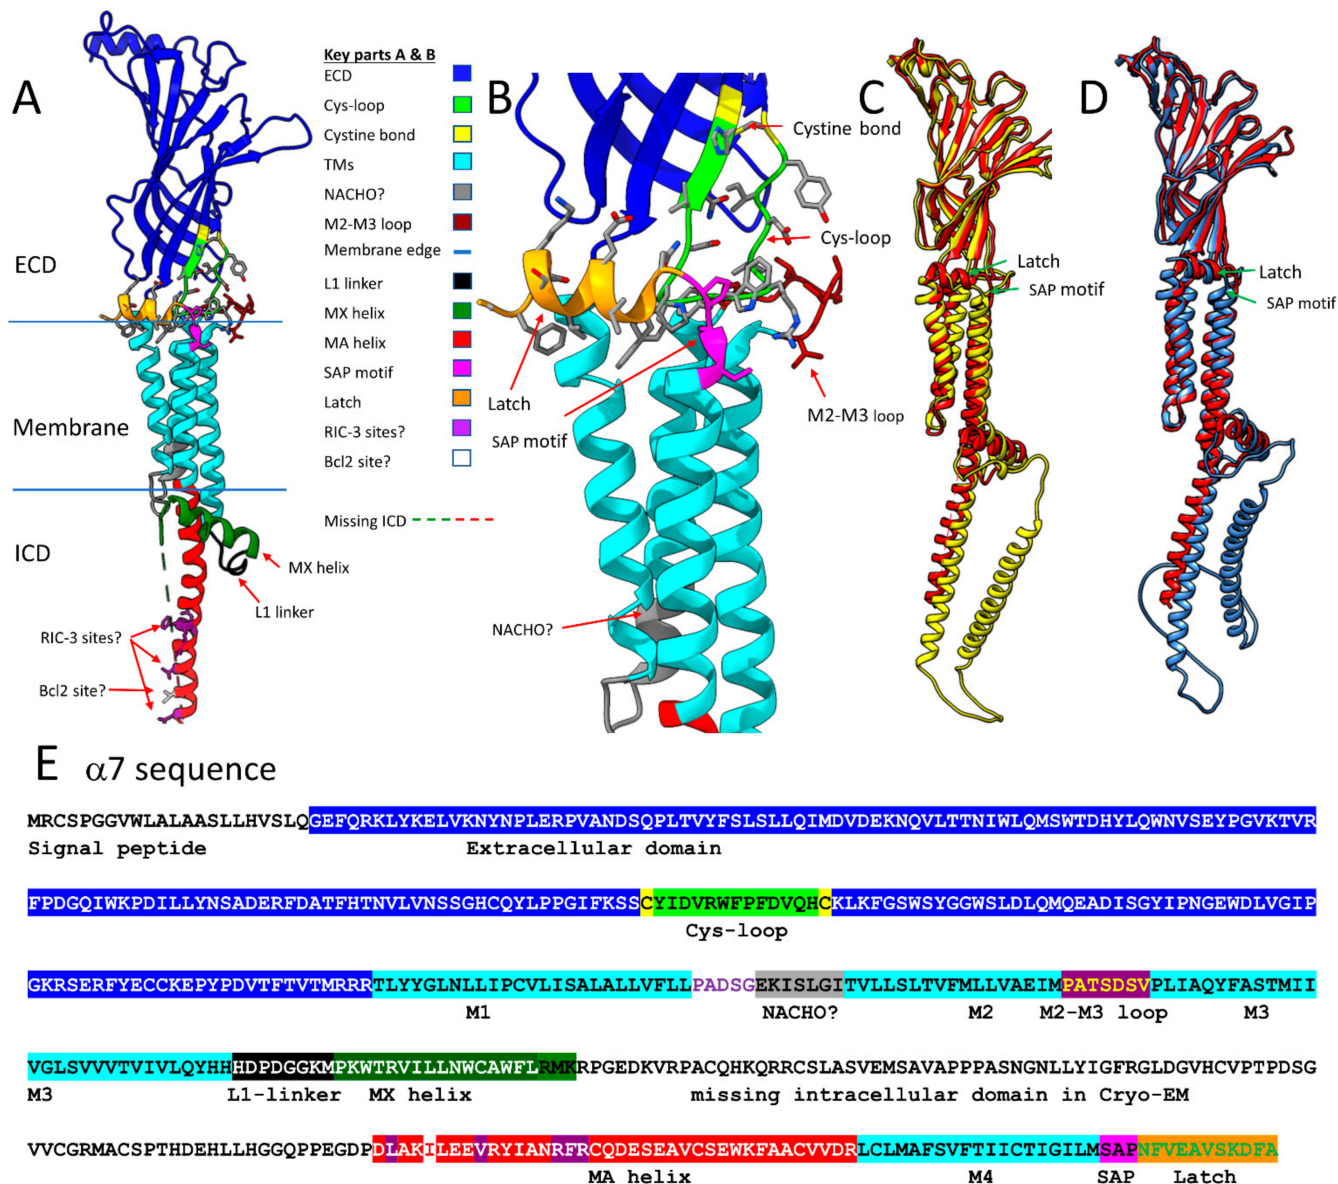 A
Key parts A & B
ECD
Cys-loop
Cystine bond
TMs
NACHO?
M2-M3 loop
Membrane edge
L1 linker
MX helix
MA helix
SAP motif
Latch
RIC-3 sites?
Bcl2 site?
Missing ICD
ECD
Membrane
ICD
MX helix
L1 linker
RIC-3 sites?
Bcl2 site?
B
Cystine bond
Cys-loop
Latch
SAP motif
M2-M3 loop
NACHO?
C
Latch
SAP motif
D
Latch
SAP motif
E α7 sequence
MRCSPGGVWLALAASLLHVSLQGEFQRKLYKELVKNYNPLERPVANDSQPLTVYFSLSLLQIMDVDEKNQVLTTNIWLQMSWTDHYLQWNVSEYPGVKTVR
Signal peptide Extracellular domain
FPDGQIWKPDILLYNSADERFDATFHTNVLVNSSGHCQYLPPGIFKSSCYIDVRWFPFDVQHCKLKFGSWSYGGWSLDLQMQEADISGYIPNGEWDLVGIP
Cys-loop
GKRSERFYECCKEPYPDVTFTVTMRRRTLYYGLNLLIPCVLISALALLVFLLPADSGEKISLGITVLLSLTVFMLLVAEIMPATSDSVPLIAQYFASTMII
M1 NACHO? M2 M2-M3 loop M3
VGLSVVVTVIVLQYHHHDPDGGKMPKWTRVILLNWCAWFLRMKRPGEDKVRPACQHKQRRCSLASVEMSAVAPPPASNGNLLYIGFRGLDGVHCVPTPDSG
M3 L1-linker MX helix missing intracellular domain in Cryo-EM
VVCGRMACSPTHDEHLLHGGQPPEGDPDLAKILEEVRYIANRFRCQDESEAVCSEWKFAACVVDRLCLMAFSVFTIICTIGILMSAPNFVEAVSKDFA
MA helix M4 SAP Latch